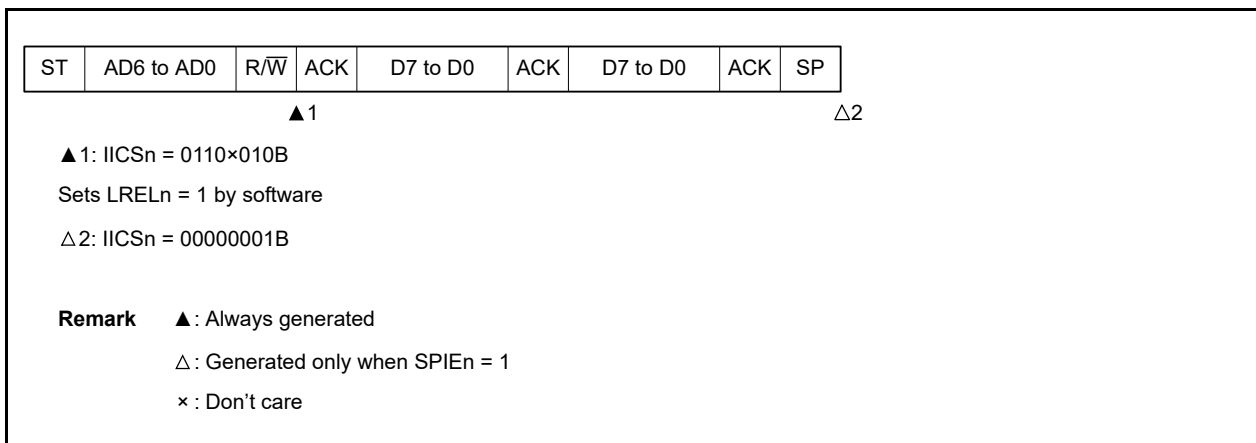 ST AD6 to AD0 R/W̅ ACK D7 to D0 ACK D7 to D0 ACK SP
▲1 △2
▲1: IICSn = 0110×010B
Sets LRELn = 1 by software
△2: IICSn = 00000001B
Remark ▲: Always generated
△: Generated only when SPIEn = 1
×: Don't care